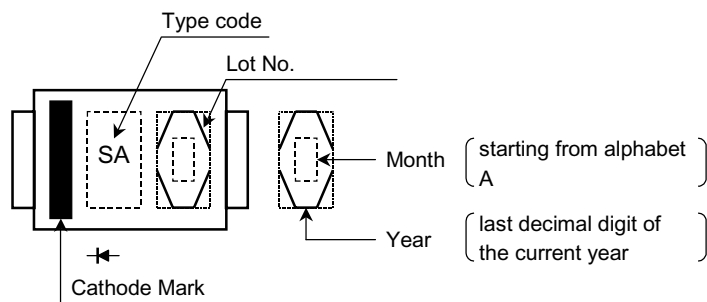 Type code
Lot No.
SA
Month
starting from alphabet
A
Year
last decimal digit of
the current year
Cathode Mark